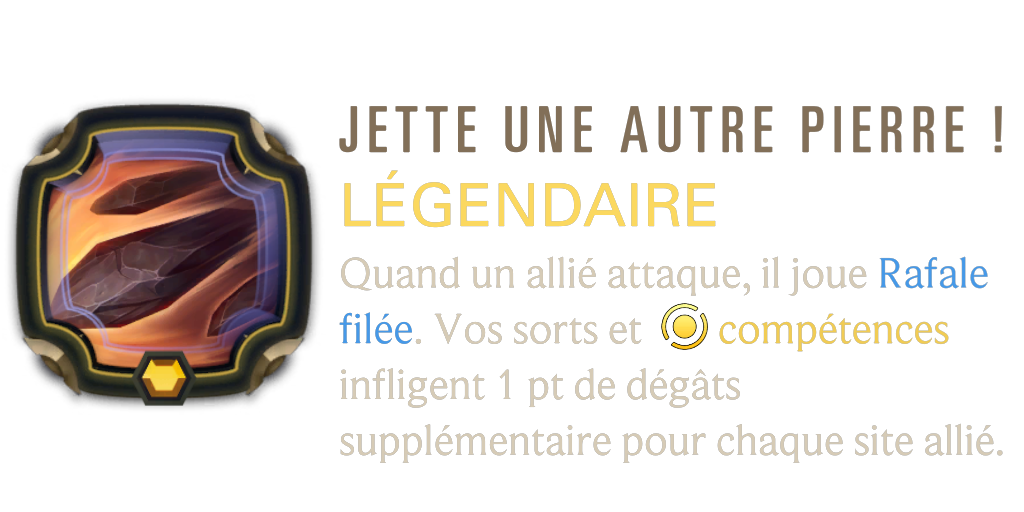 JETTE UNE AUTRE PIERRE !
LÉGENDAIRE
Quand un allié attaque, il joue Rafale
filée. Vos sorts et compétences
infligent 1 pt de dégâts
supplémentaire pour chaque site allié.